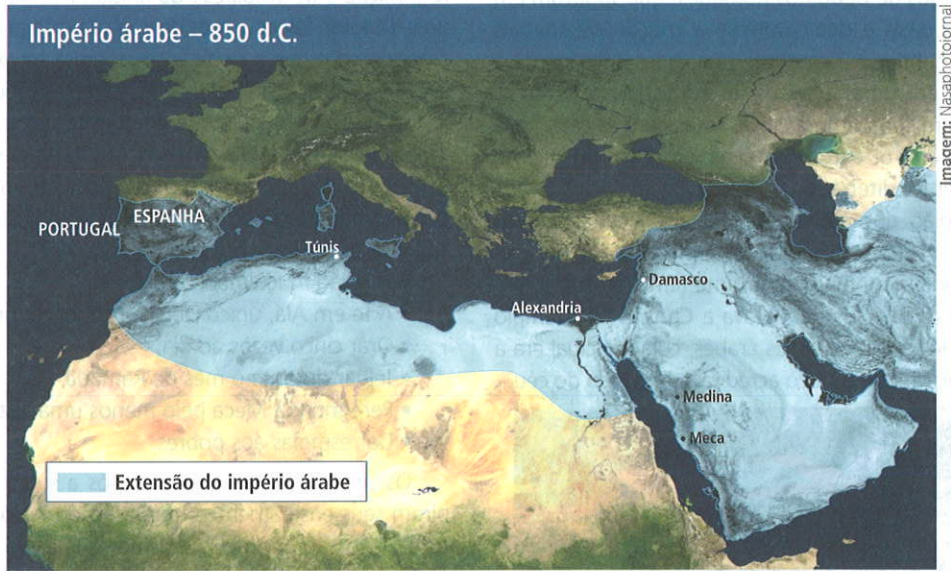 Império árabe – 850 d.C.
Imagem: Nasaphotojornal
PORTUGAL
ESPANHA
Túnis
Alexandria
Damasco
Medina
Meca
Extensão do império árabe